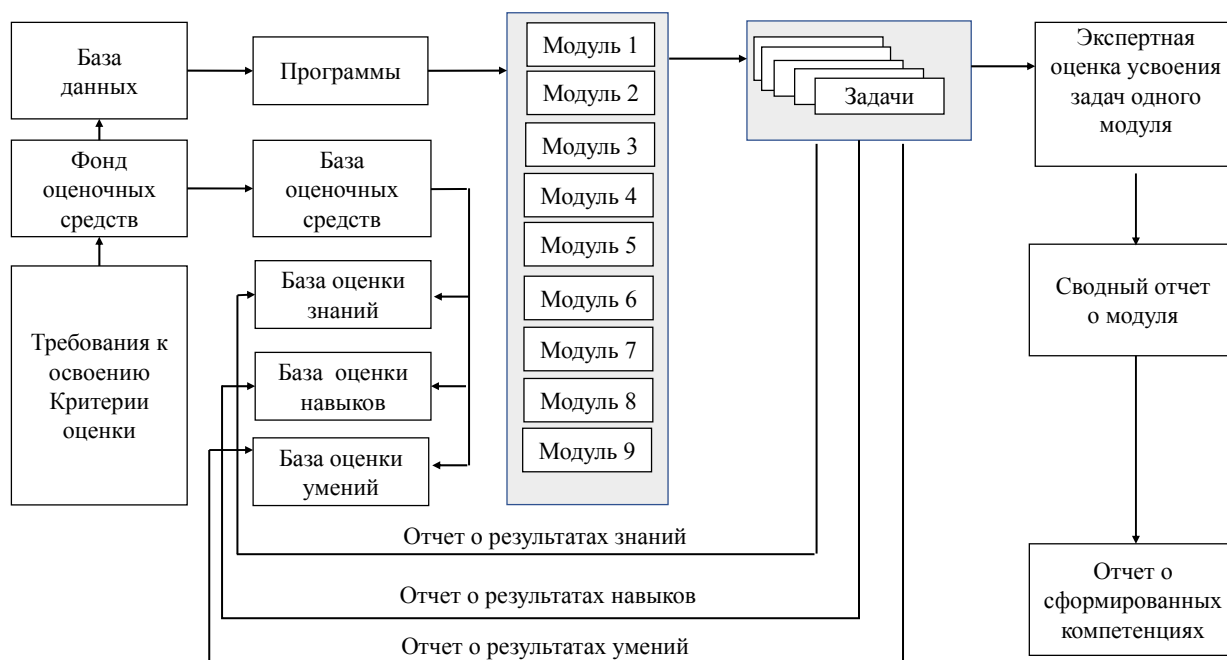 База
данных
Программы
Модуль 1
Модуль 2
Модуль 3
Модуль 4
Модуль 5
Модуль 6
Модуль 7
Модуль 8
Модуль 9
Задачи
Экспертная
оценка усвоения
задач одного
модуля
Фонд
оценочных
средств
База
оценочных
средств
База оценки
знаний
База оценки
навыков
База оценки
умений
Требования к
освоению
Критерии
оценки
Сводный отчет
о модуля
Отчет о
сформированных
компетенциях
Отчет о результатах знаний
Отчет о результатах навыков
Отчет о результатах умений